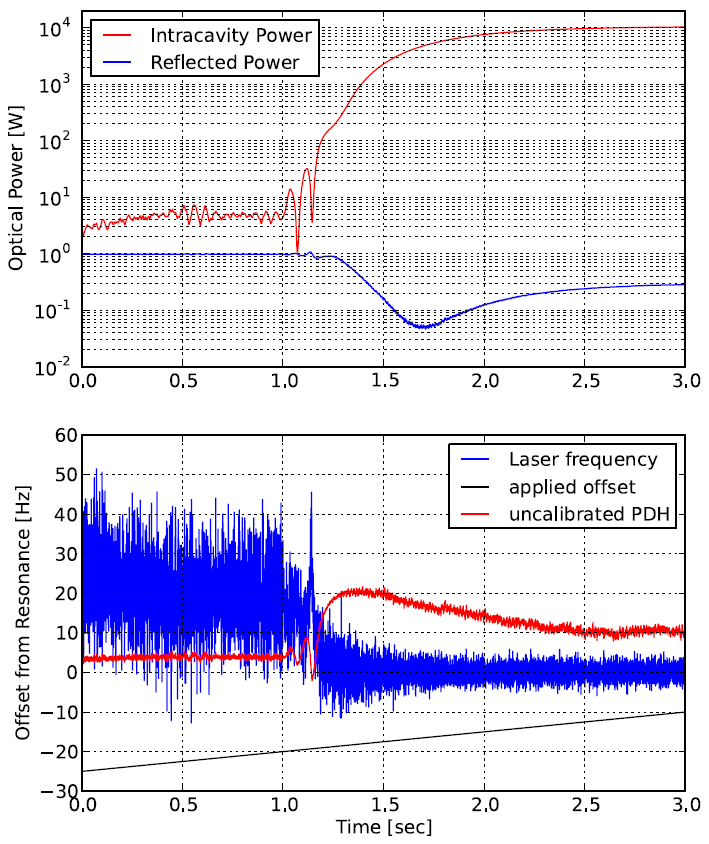 10^4
10^3
10^2
10^1
10^0
10^-1
10^-2
Optical Power [W]
Intracavity Power
Reflected Power
0.0 0.5 1.0 1.5 2.0 2.5 3.0
60
50
40
30
20
10
0
−10
−20
−30
Offset from Resonance [Hz]
Laser frequency
applied offset
uncalibrated PDH
0.0 0.5 1.0 1.5 2.0 2.5 3.0
Time [sec]